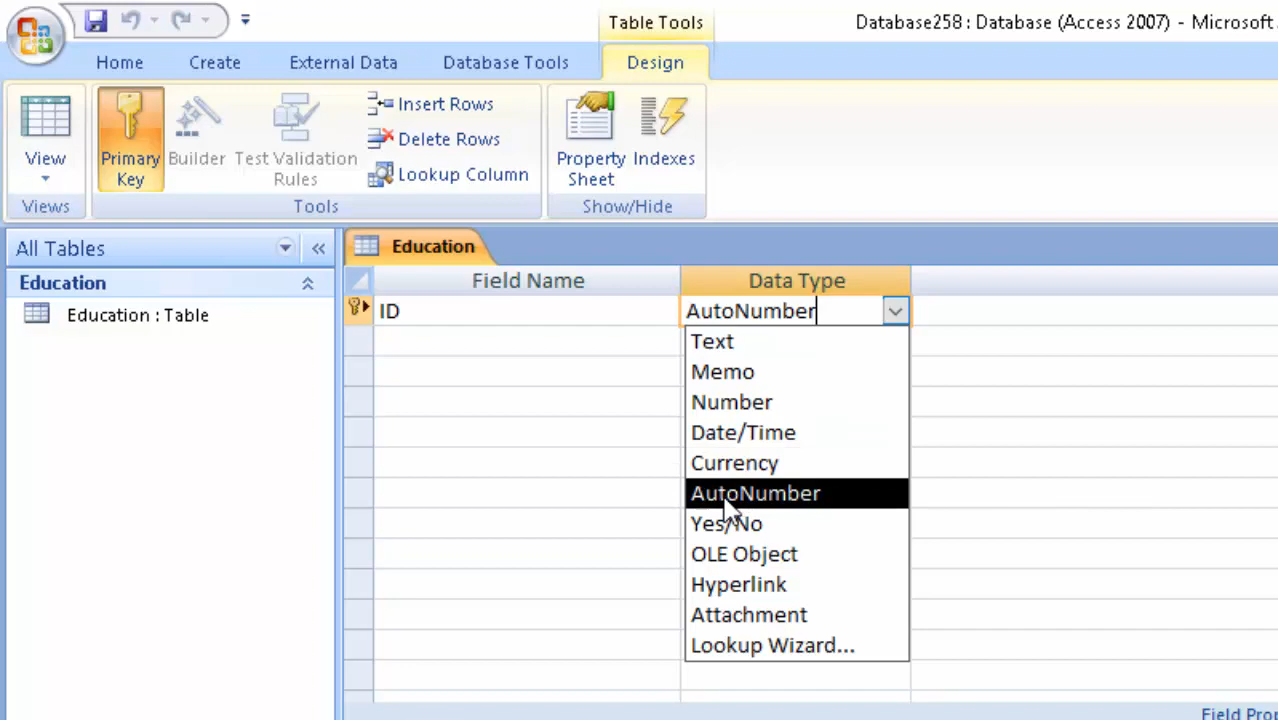 Table Tools
Database258 : Database (Access 2007) - Microsoft
Home Create External Data Database Tools Design
View
Primary Key
Builder
Test Validation Rules
Insert Rows
Delete Rows
Lookup Column
Property Sheet
Indexes
Views Tools Show/Hide
All Tables
Education
Education : Table
Education
Field Name Data Type
ID AutoNumber
Text
Memo
Number
Date/Time
Currency
AutoNumber
Yes/No
OLE Object
Hyperlink
Attachment
Lookup Wizard...
Field